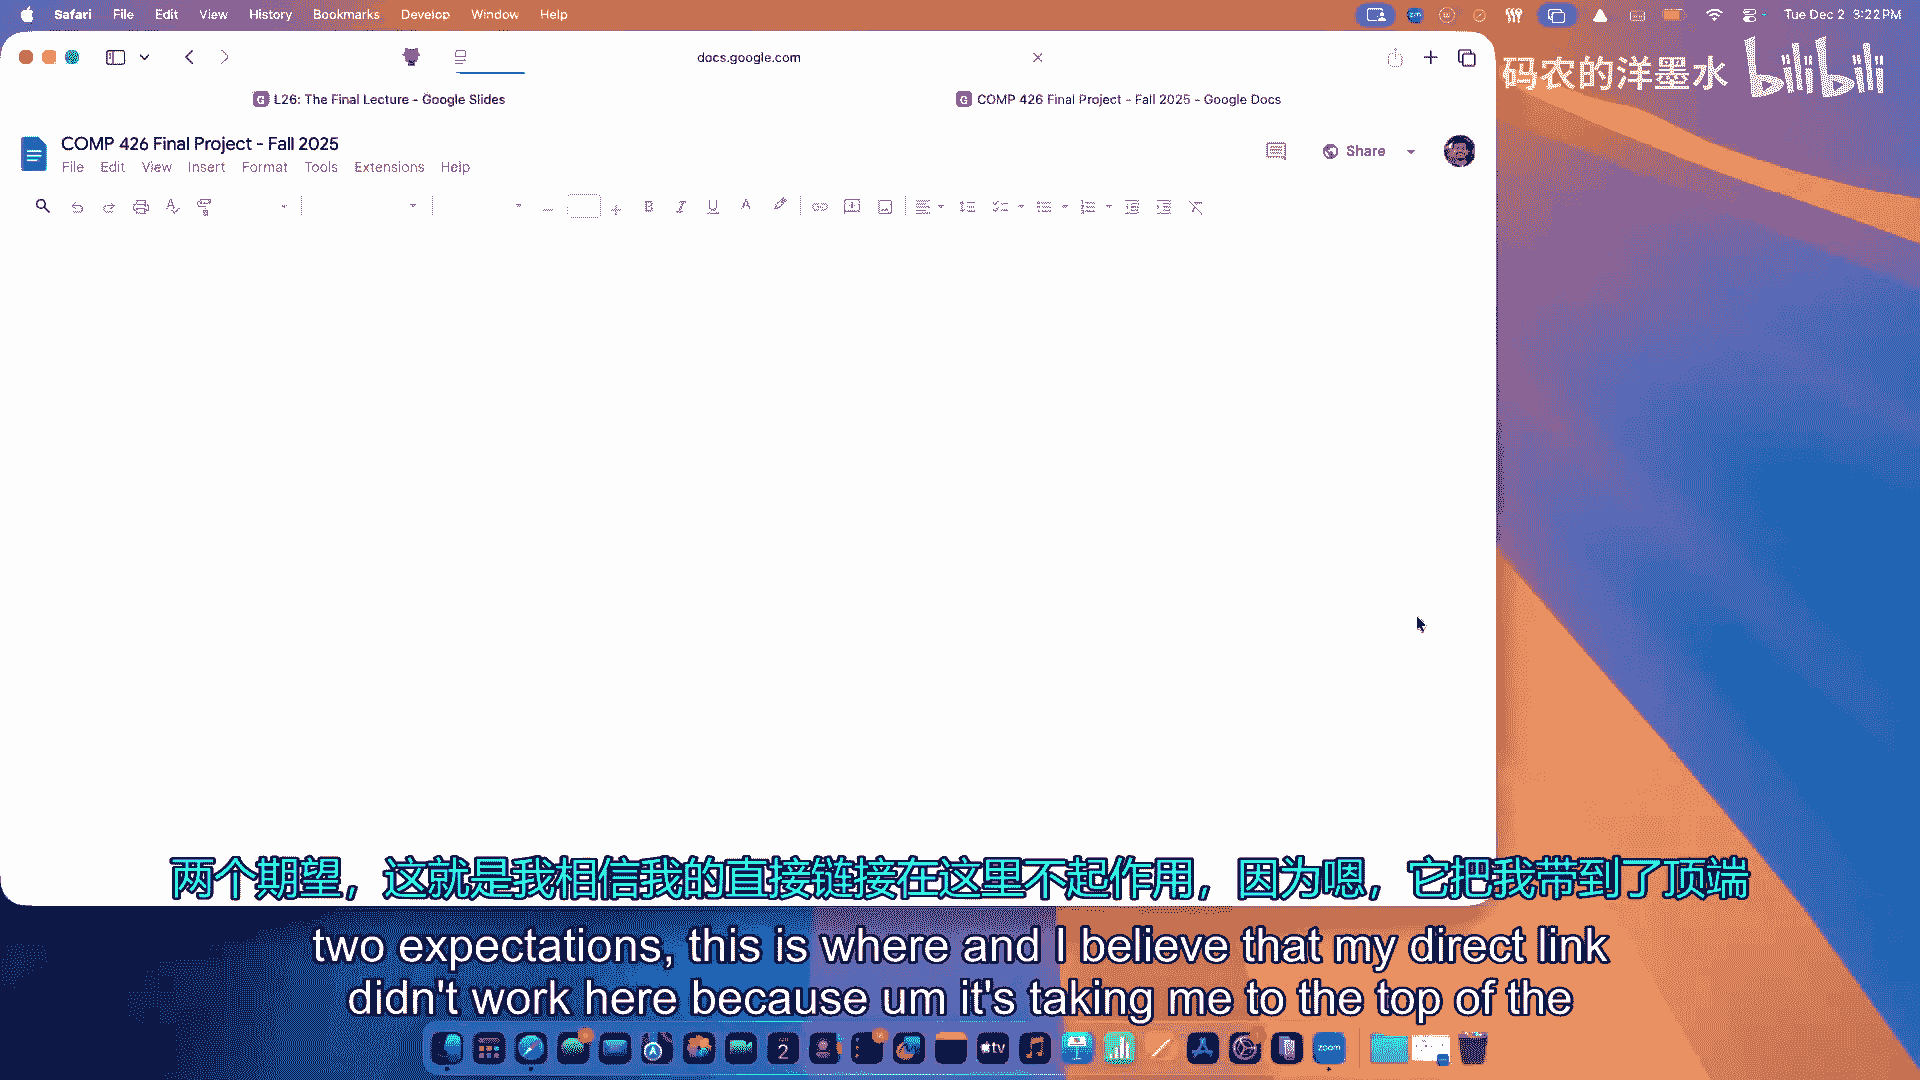 Safari File Edit View History Bookmarks Develop Window Help
Tue Dec 2 3:22 PM
docs.google.com
码农的洋墨水 bilibili
L26: The Final Lecture - Google Slides
COMP 426 Final Project - Fall 2025 - Google Docs
COMP 426 Final Project - Fall 2025
Share
File Edit View Insert Format Tools Extensions Help
两个期望，这就是我相信我的直接链接在这里不起作用，因为嗯，它把我带到了顶端
two expectations, this is where and I believe that my direct link
didn't work here because um it's taking me to the top of the
2
tv
zoom